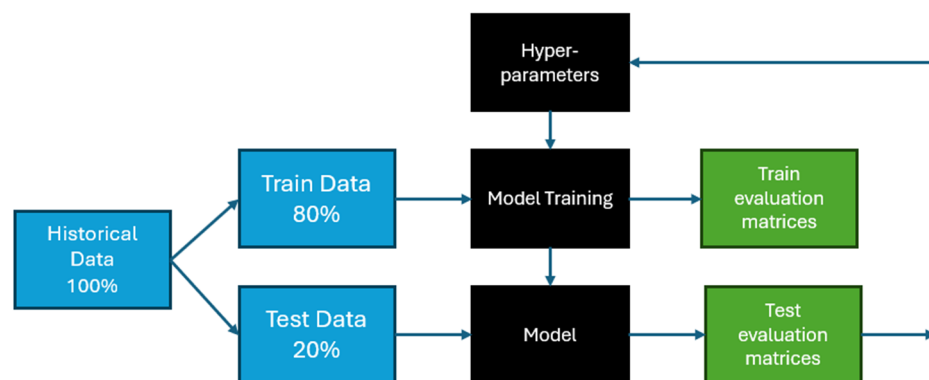 Hyper-
parameters
Train Data
80%
Model Training
Train
evaluation
matrices
Historical
Data
100%
Test Data
20%
Model
Test
evaluation
matrices